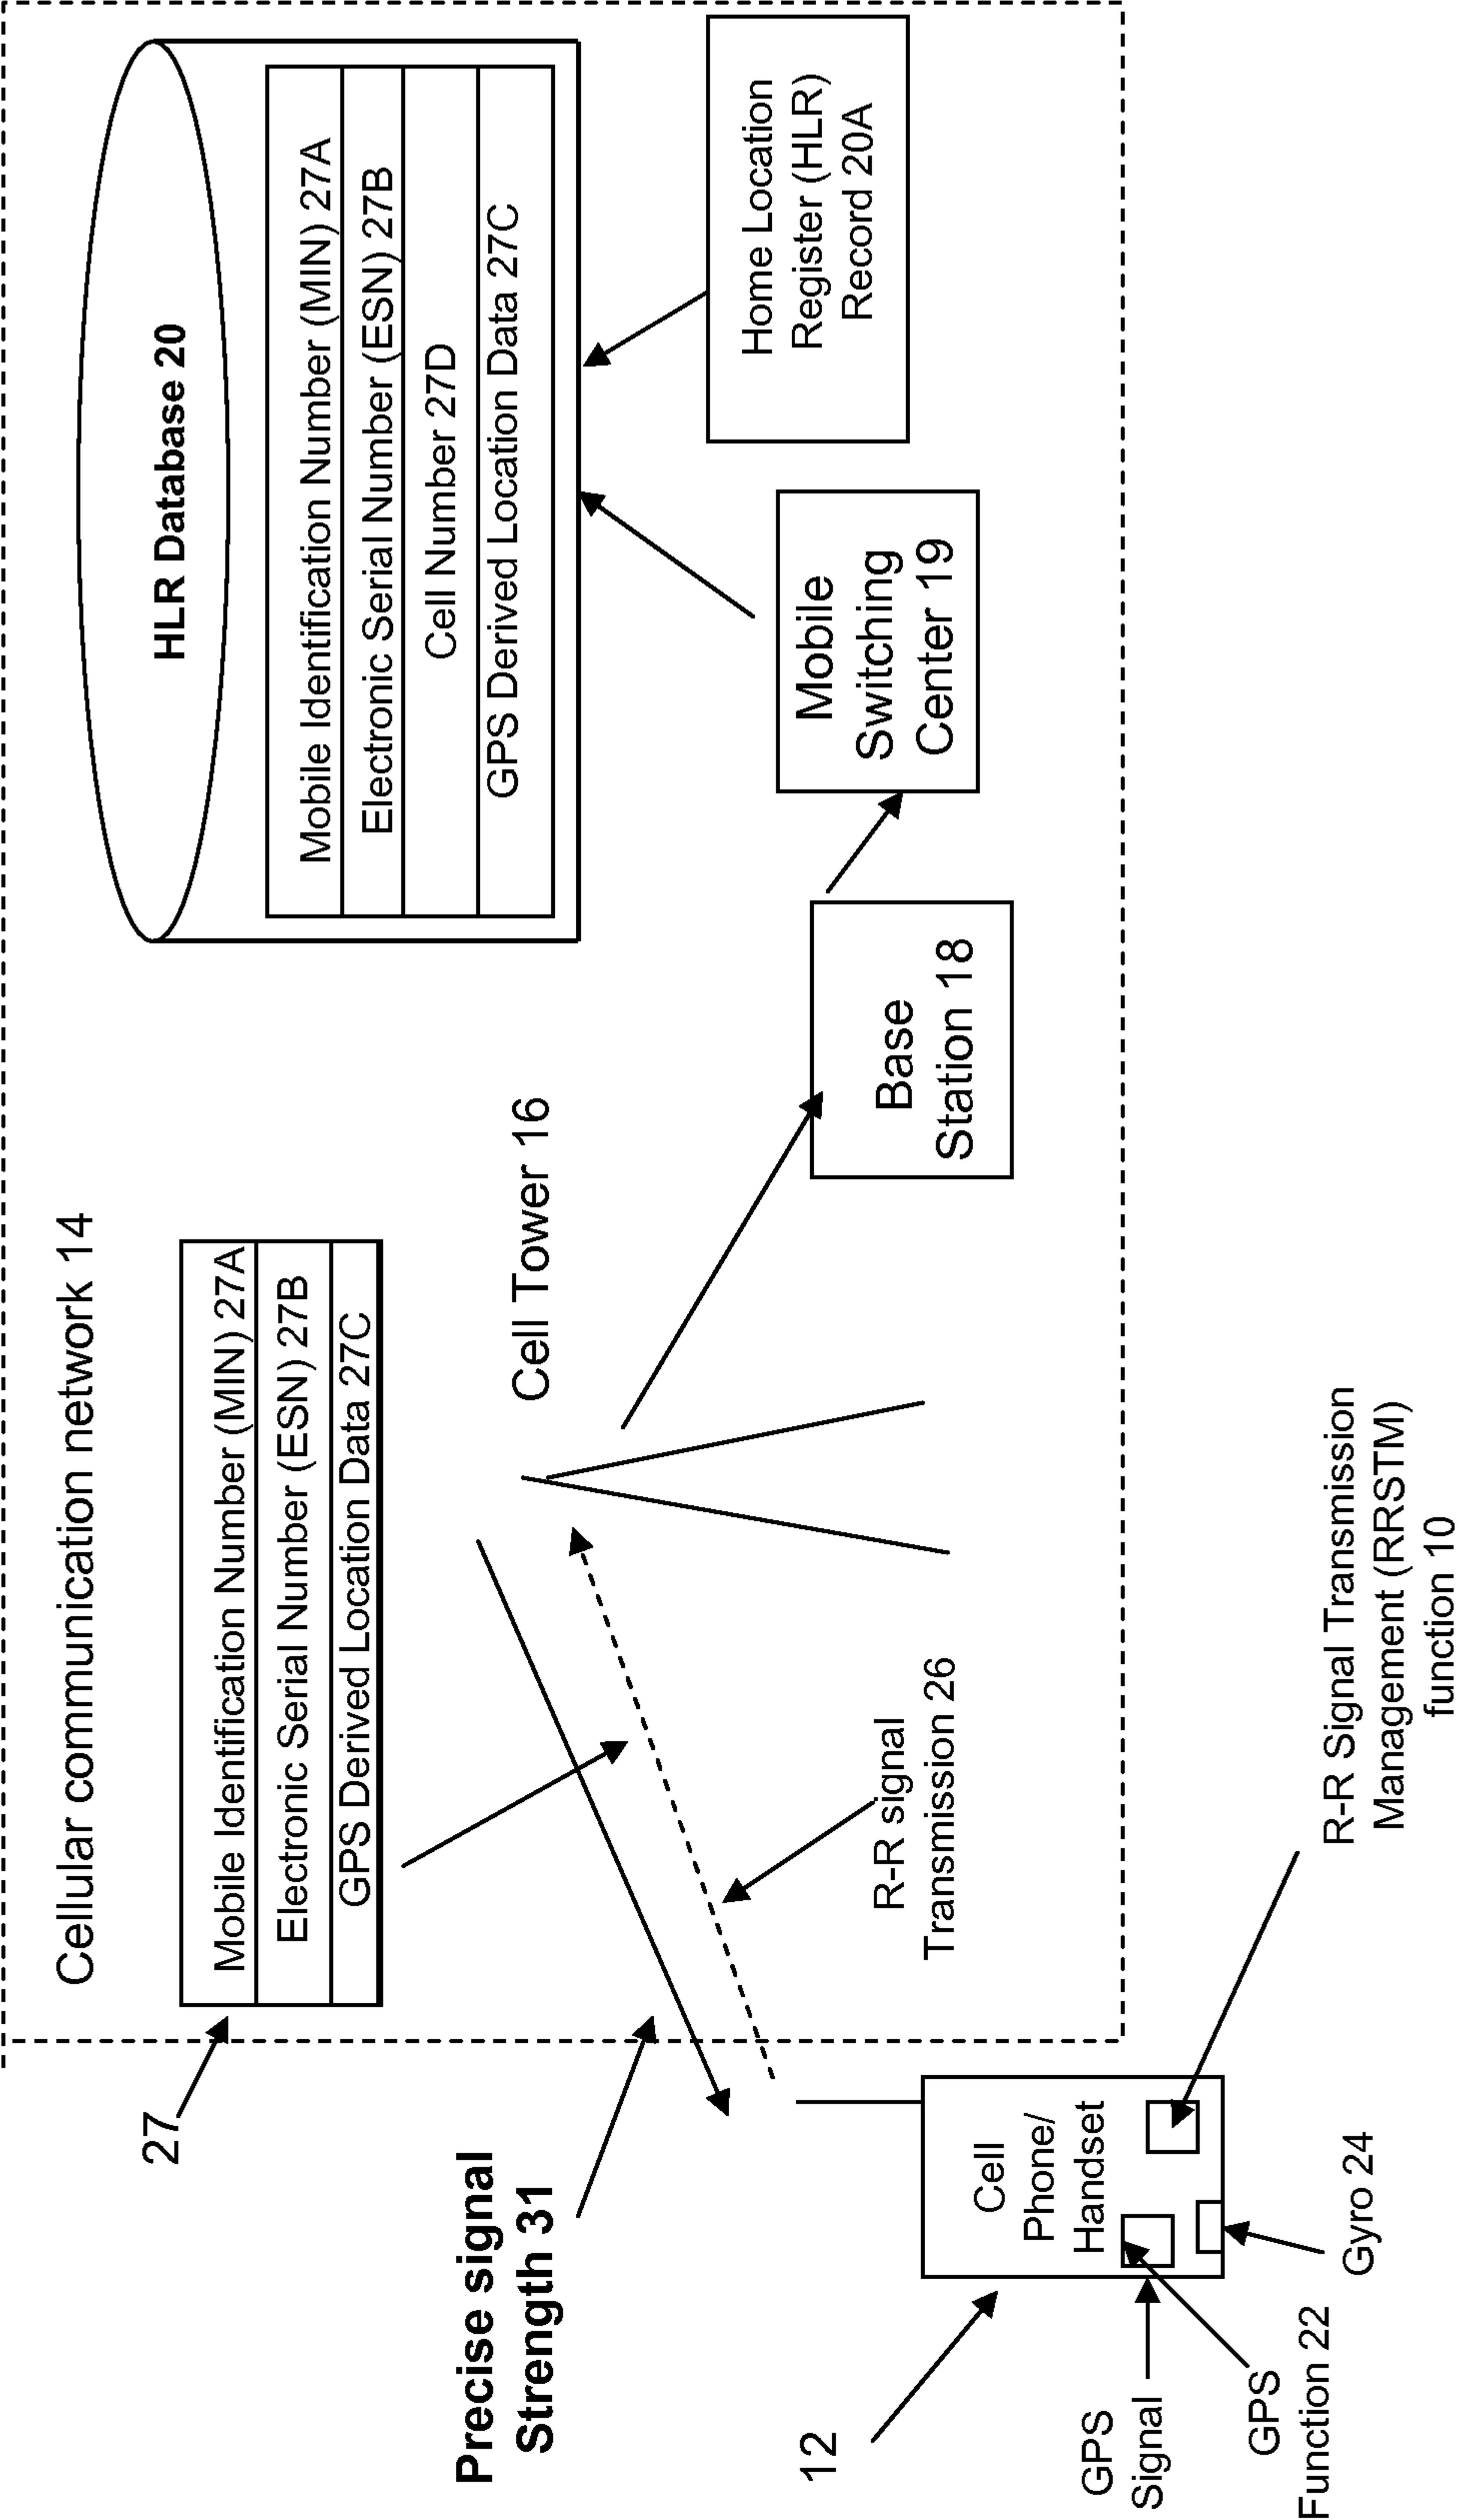 Cellular communication network 14
HLR Database 20
27
Mobile Identification Number (MIN) 27A
Electronic Serial Number (ESN) 27B
GPS Derived Location Data 27C
Mobile Identification Number (MIN) 27A
Electronic Serial Number (ESN) 27B
Cell Number 27D
GPS Derived Location Data 27C
Precise signal
Strength 31
Cell Tower 16
Home Location
Register (HLR)
Record 20A
Mobile
Switching
Center 19
Base
Station 18
R-R signal
Transmission 26
12
Cell
Phone/
Handset
GPS
Signal
GPS
Function 22
Gyro 24
R-R Signal Transmission
Management (RRSTM)
function 10